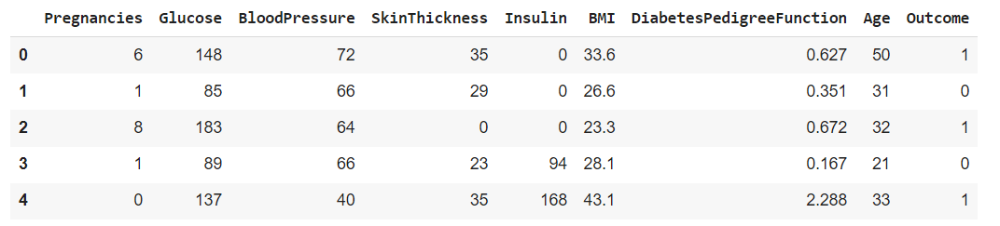 Pregnancies Glucose BloodPressure SkinThickness Insulin BMI DiabetesPedigreeFunction Age Outcome
0 6 148 72 35 0 33.6 0.627 50 1
1 1 85 66 29 0 26.6 0.351 31 0
2 8 183 64 0 0 23.3 0.672 32 1
3 1 89 66 23 94 28.1 0.167 21 0
4 0 137 40 35 168 43.1 2.288 33 1